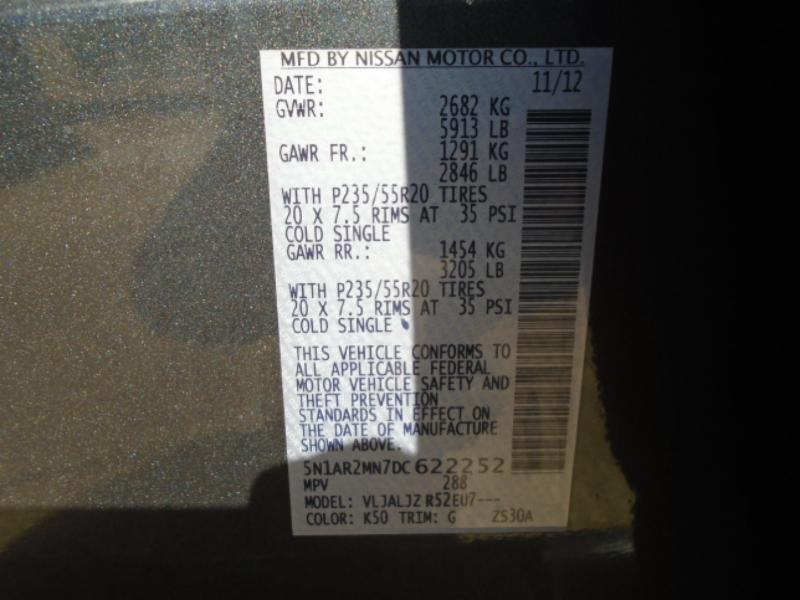 MFD BY NISSAN MOTOR CO., LTD.
DATE: 11/12
GVWR: 2682 KG
5913 LB
GAWR FR.: 1291 KG
2846 LB
WITH P235/55R20 TIRES
20 X 7.5 RIMS AT 35 PSI
COLD SINGLE
GAWR RR.: 1454 KG
3205 LB
WITH P235/55R20 TIRES
20 X 7.5 RIMS AT 35 PSI
COLD SINGLE
THIS VEHICLE CONFORMS TO
ALL APPLICABLE FEDERAL
MOTOR VEHICLE SAFETY AND
THEFT PREVENTION
STANDARDS IN EFFECT ON
THE DATE OF MANUFACTURE
SHOWN ABOVE.
5N1AR2MN7DC622252
MPV 288
MODEL: VLJALJZ R52EU7---
COLOR: K50 TRIM: G ZS30A